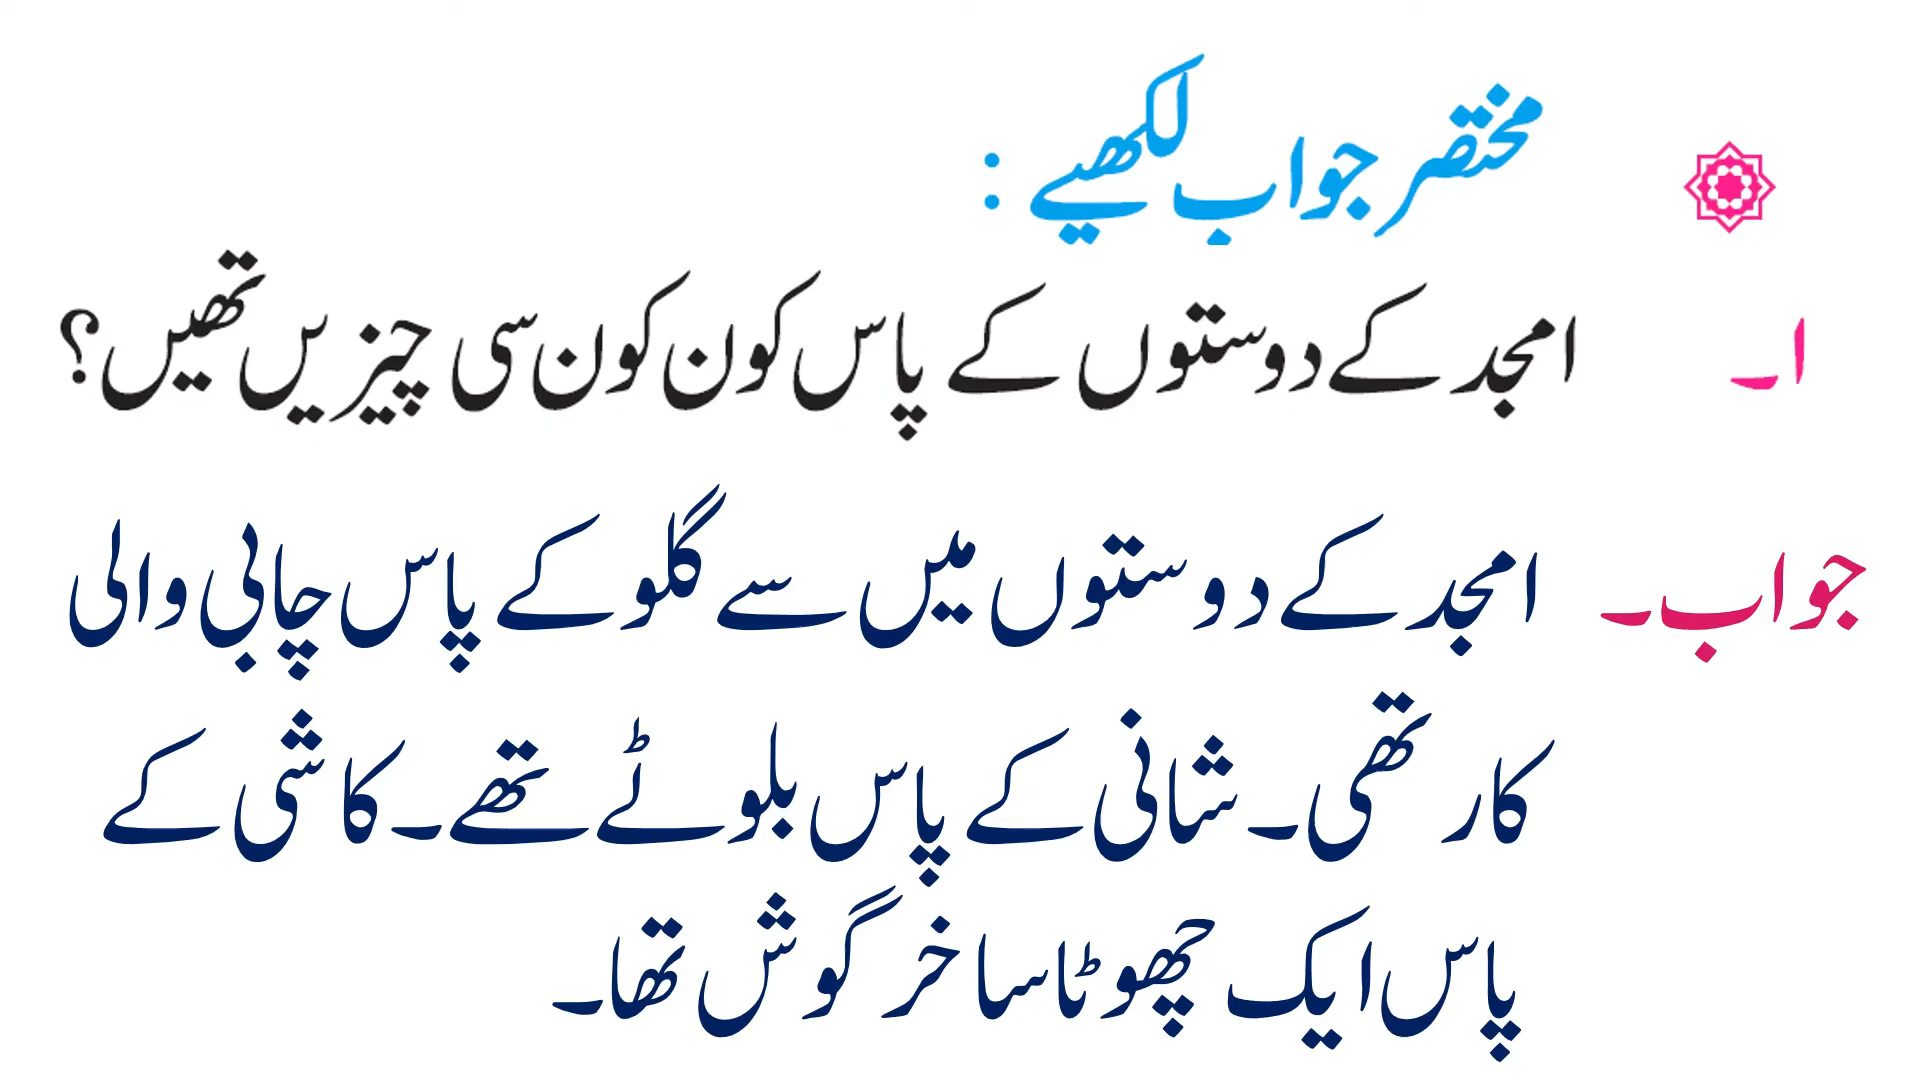 مختصر جواب لکھیے :
۱۔ امجد کے دوستوں کے پاس کون کون سی چیزیں تھیں؟
جواب۔ امجد کے دوستوں میں سے گلو کے پاس چابی والی
کار تھی۔ شانی کے پاس بلوٹے تھے۔ کاشی کے
پاس ایک چھوٹا سا خرگوش تھا۔